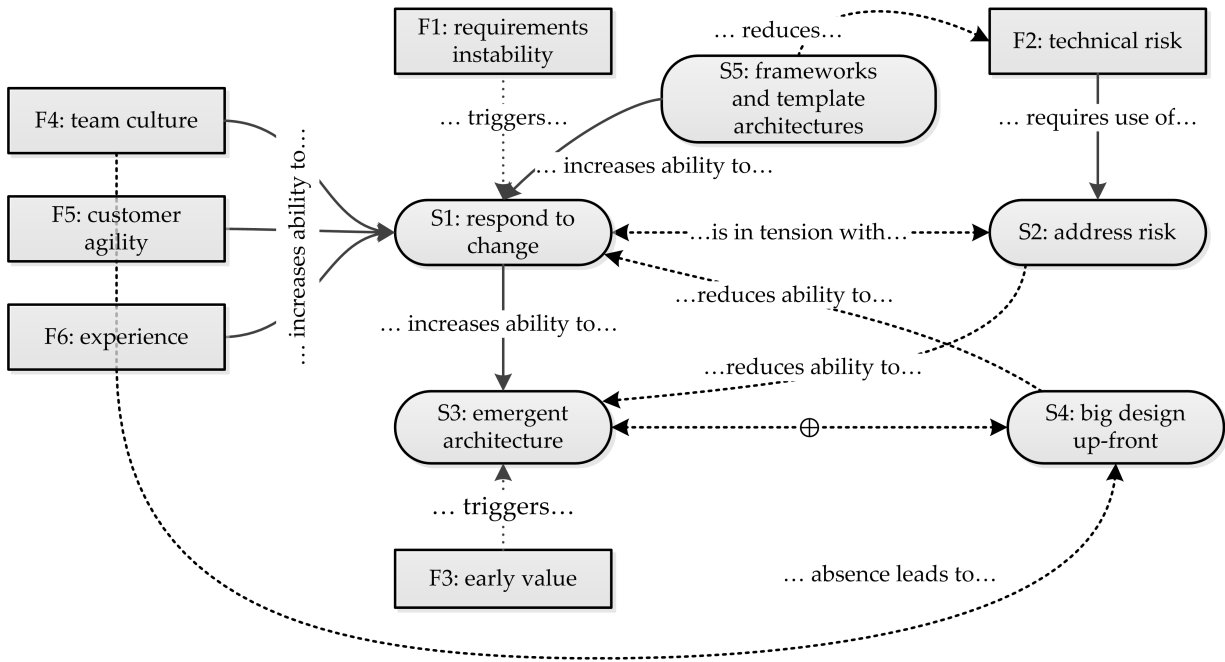 F1: requirements
instability
… reduces…
F2: technical risk
S5: frameworks
and template
architectures
F4: team culture
… triggers…
… requires use of…
… increases ability to…
… increases ability to…
F5: customer
agility
S1: respond to
change
…is in tension with…
S2: address risk
…reduces ability to…
F6: experience
… increases ability to…
…reduces ability to…
S3: emergent
architecture
S4: big design
up-front
… triggers…
F3: early value
… absence leads to…